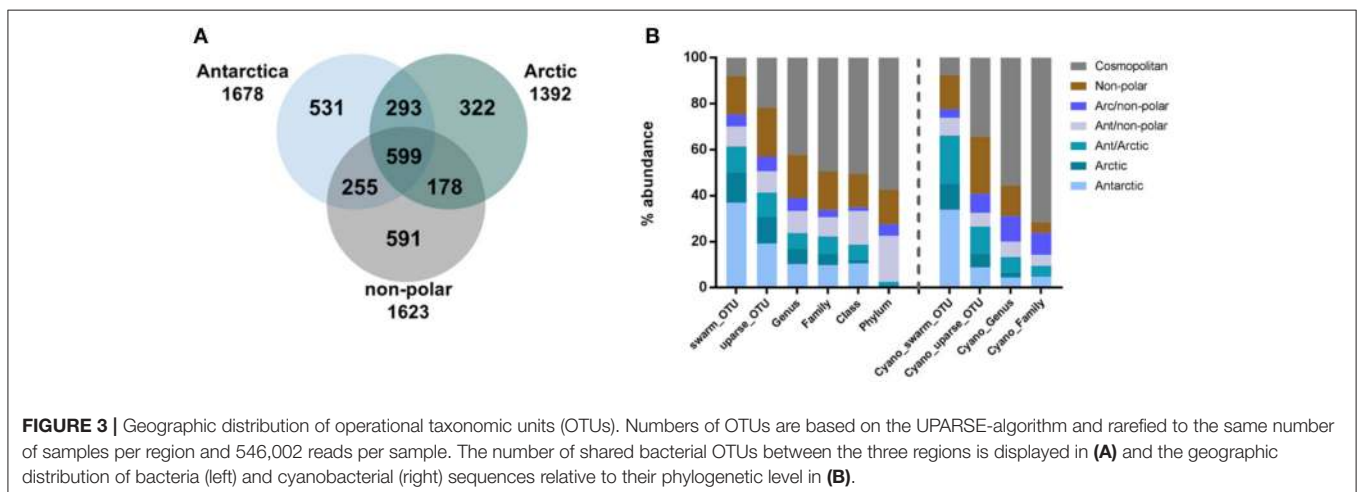 A
Antarctica
1678
Arctic
1392
531
293
322
599
255
178
591
non-polar
1623
B
% abundance
100
80
60
40
20
0
swarm_OTU
uparse_OTU
Genus
Family
Class
Phylum
Cyano_swarm_OTU
Cyano_uparse_OTU
Cyano_Genus
Cyano_Family
Cosmopolitan
Non-polar
Arc/non-polar
Ant/non-polar
Ant/Arctic
Arctic
Antarctic
FIGURE 3 | Geographic distribution of operational taxonomic units (OTUs). Numbers of OTUs are based on the UPARSE-algorithm and rarefied to the same number
of samples per region and 546,002 reads per sample. The number of shared bacterial OTUs between the three regions is displayed in (A) and the geographic
distribution of bacteria (left) and cyanobacterial (right) sequences relative to their phylogenetic level in (B).